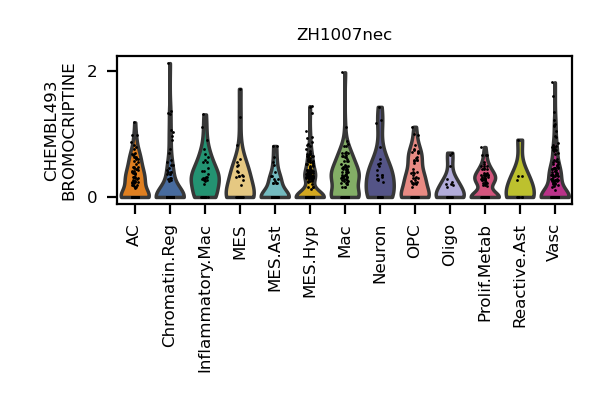 ZH1007nec
CHEMBL493
BROMOCRIPTINE
2
0
AC
Chromatin.Reg
Inflammatory.Mac
MES
MES.Ast
MES.Hyp
Mac
Neuron
OPC
Oligo
Prolif.Metab
Reactive.Ast
Vasc